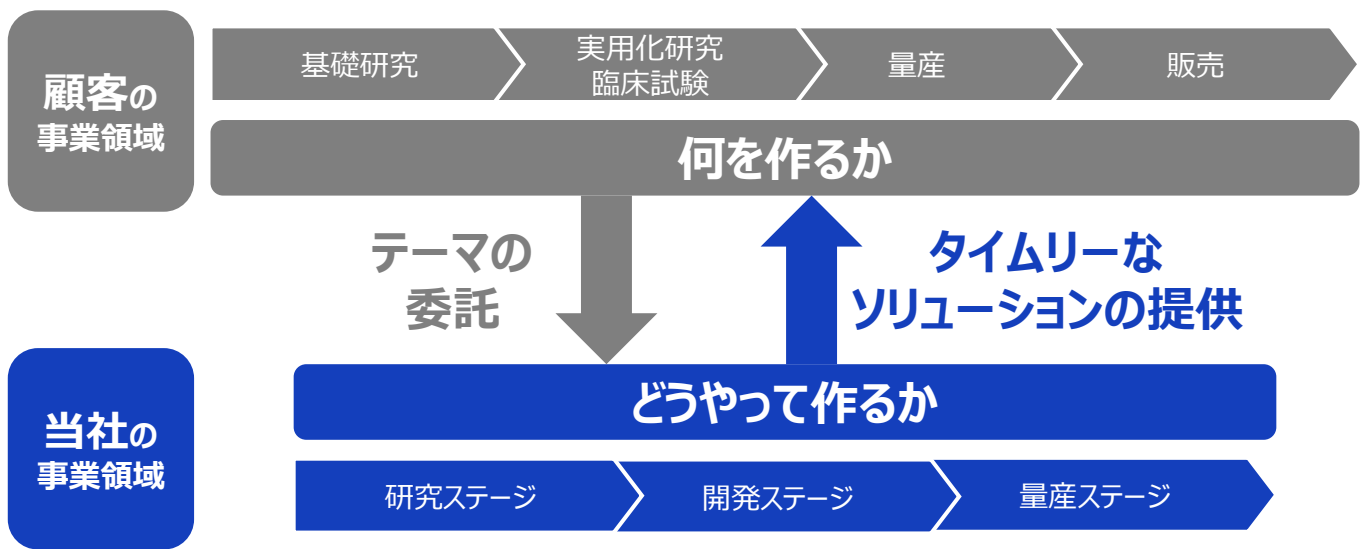 顧客の
事業領域
基礎研究
実用化研究
臨床試験
量産
販売
何を作るか
テーマの
委託
タイムリーな
ソリューションの提供
当社の
事業領域
どうやって作るか
研究ステージ
開発ステージ
量産ステージ